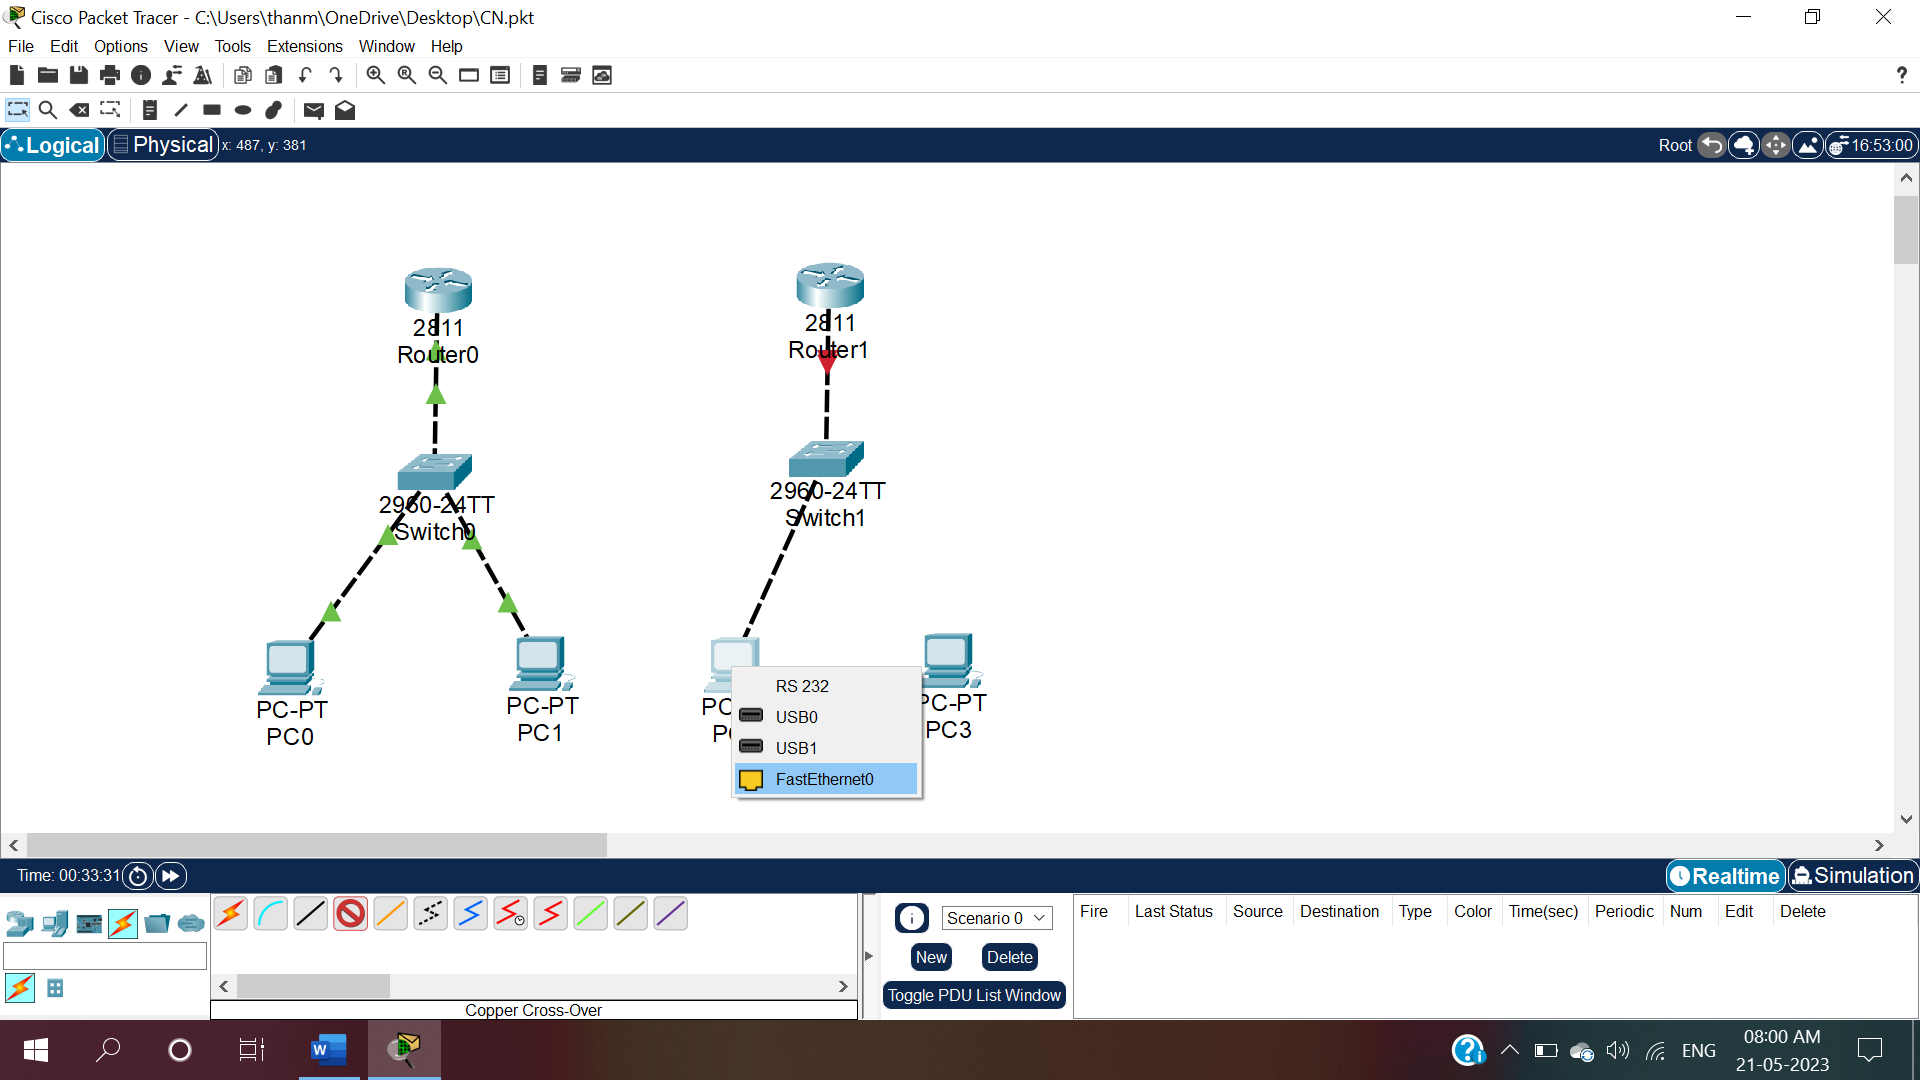 Cisco Packet Tracer - C:\Users\thanm\OneDrive\Desktop\CN.pkt
File Edit Options View Tools Extensions Window Help
?
Logical Physical x: 487, y: 381 Root 16:53:00
2811
Router0
2811
Router1
2960-24TT
Switch0
2960-24TT
Switch1
PC-PT
PC0
PC-PT
PC1
RS 232
USB0
USB1
FastEthernet0
PC-PT
PC3
Time: 00:33:31 Realtime Simulation
Scenario 0
New Delete
Toggle PDU List Window
Fire Last Status Source Destination Type Color Time(sec) Periodic Num Edit Delete
Copper Cross-Over
ENG
08:00 AM
21-05-2023